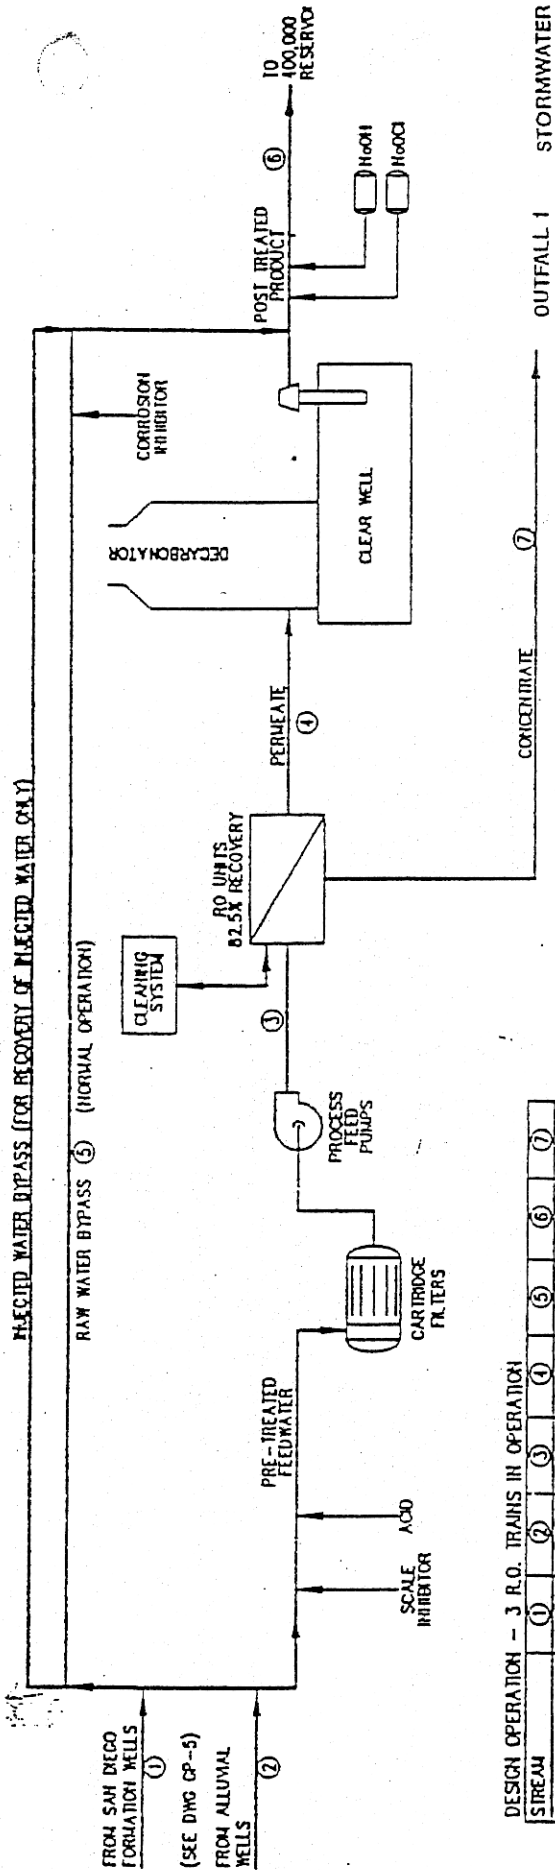 INJECTED WATER BYPASS (FOR RECOVERY OF INJECTED WATER ONLY)
RAW WATER BYPASS ⑤ (NORMAL OPERATION)
FROM SAN DIEGO
FORMATION WELLS
①
(SEE DWG GP-5)
FROM ALLUVIAL
WELLS
②
SCALE
INHIBITOR
ACID
PRE-TREATED
FEEDWATER
CARTRIDGE
FILTERS
PROCESS
FEED
PUMPS
③
CLEANING
SYSTEM
RO UNITS
82.5% RECOVERY
PERMEATE
④
DECARBONATOR
CLEAR WELL
CORROSION
INHIBITOR
POST TREATED
PRODUCT
⑥
TO
400,000
NaOH
NaOCl
CONCENTRATE
⑦
OUTFALL 1 STORMWATER
DESIGN OPERATION - 3 R.O. TRAINS IN OPERATION
STREAM ① ② ③ ④ ⑤ ⑥ ⑦